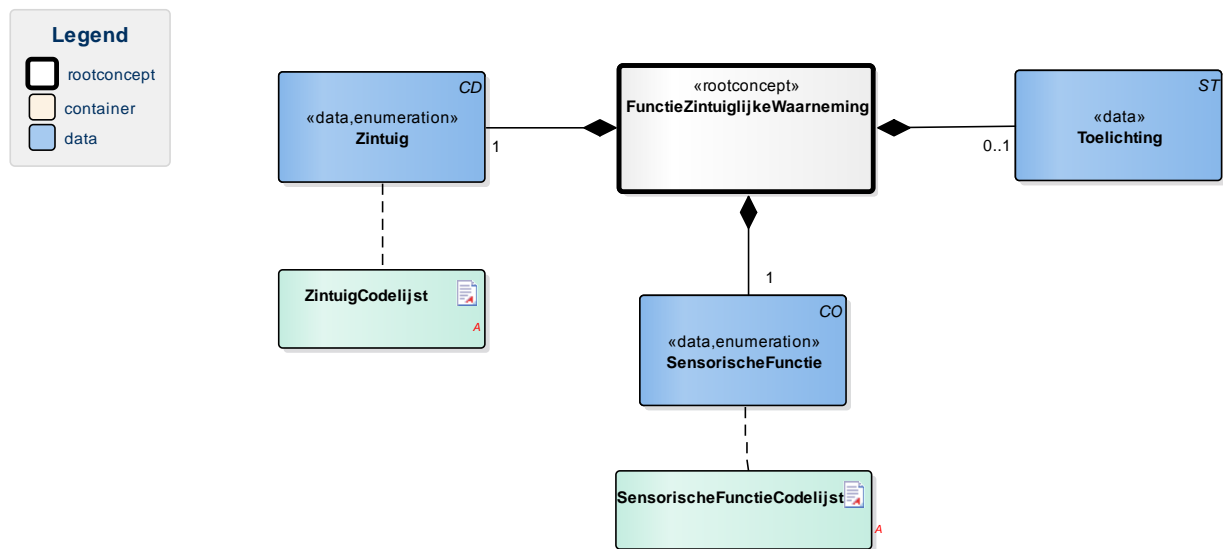 Legend
rootconcept
container
data
CD
«data,enumeration»
Zintuig
1
«rootconcept»
FunctieZintuiglijkeWaarneming
ST
«data»
Toelichting
0..1
ZintuigCodelijst
A
1
CO
«data,enumeration»
SensorischeFunctie
SensorischeFunctieCodelijst
A